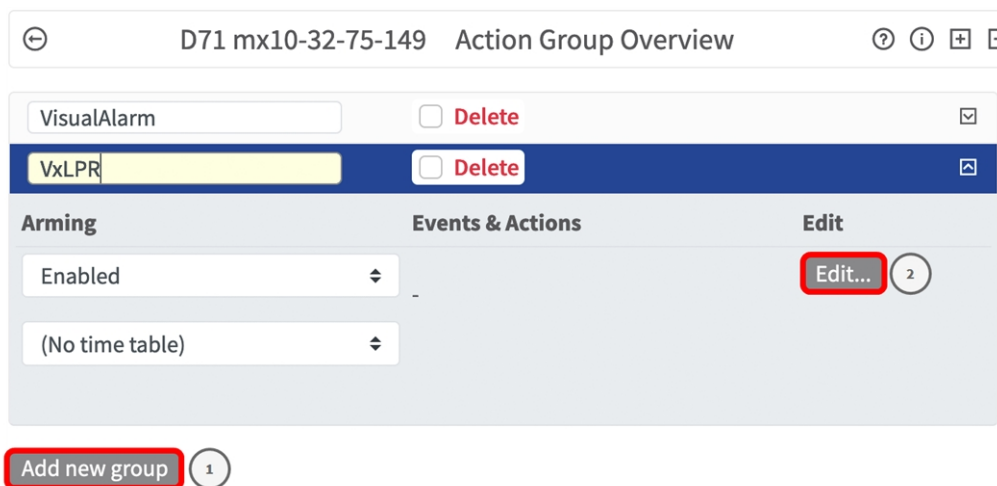 D71 mx10-32-75-149 Action Group Overview
VisualAlarm Delete
VxLPR Delete
Arming Events & Actions Edit
Enabled - Edit... 2
(No time table)
Add new group 1